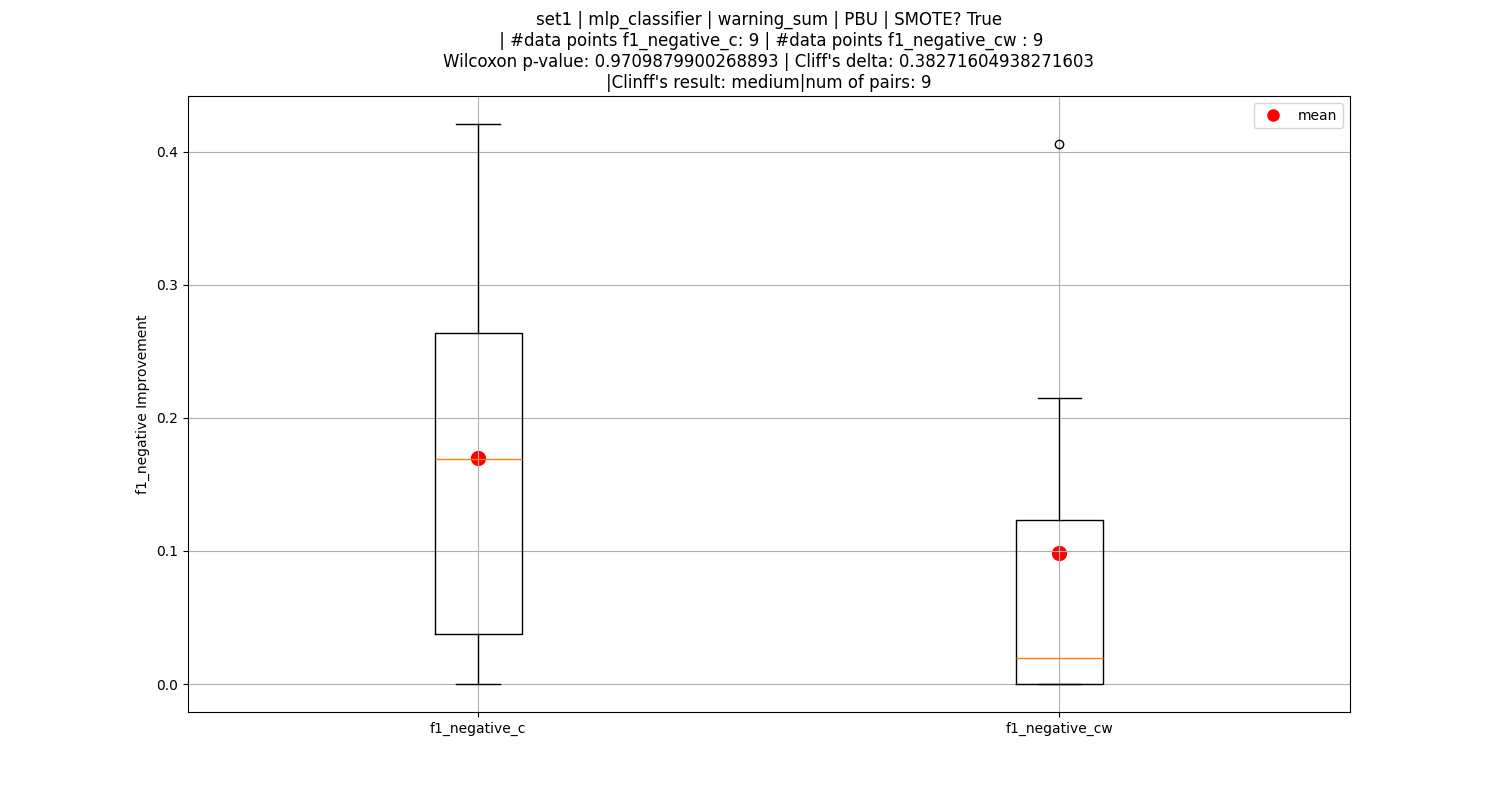 set1 | mlp_classifier | warning_sum | PBU | SMOTE? True
| #data points f1_negative_c: 9 | #data points f1_negative_cw : 9
Wilcoxon p-value: 0.9709879900268893 | Cliff's delta: 0.38271604938271603
|Clinff's result: medium|num of pairs: 9
mean
0.4
0.3
0.2
0.1
0.0
f1_negative Improvement
f1_negative_c
f1_negative_cw